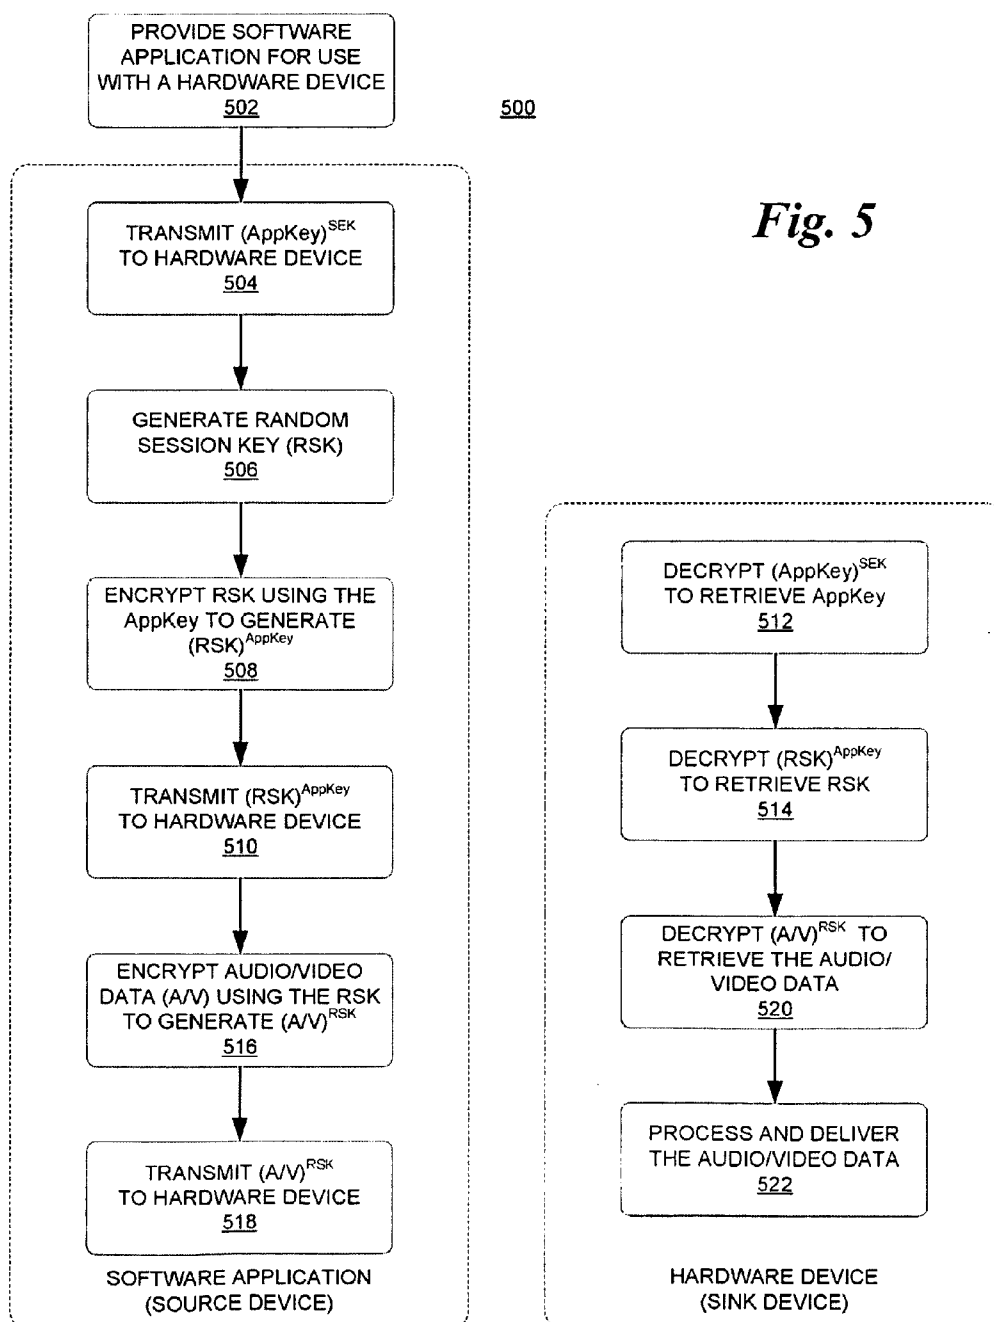 PROVIDE SOFTWARE
APPLICATION FOR USE
WITH A HARDWARE DEVICE
502
500
Fig. 5
TRANSMIT (AppKey)^SEK
TO HARDWARE DEVICE
504
GENERATE RANDOM
SESSION KEY (RSK)
506
ENCRYPT RSK USING THE
AppKey TO GENERATE
(RSK)^AppKey
508
TRANSMIT (RSK)^AppKey
TO HARDWARE DEVICE
510
ENCRYPT AUDIO/VIDEO
DATA (A/V) USING THE RSK
TO GENERATE (A/V)^RSK
516
TRANSMIT (A/V)^RSK
TO HARDWARE DEVICE
518
SOFTWARE APPLICATION
(SOURCE DEVICE)
DECRYPT (AppKey)^SEK
TO RETRIEVE AppKey
512
DECRYPT (RSK)^AppKey
TO RETRIEVE RSK
514
DECRYPT (A/V)^RSK TO
RETRIEVE THE AUDIO/
VIDEO DATA
520
PROCESS AND DELIVER
THE AUDIO/VIDEO DATA
522
HARDWARE DEVICE
(SINK DEVICE)